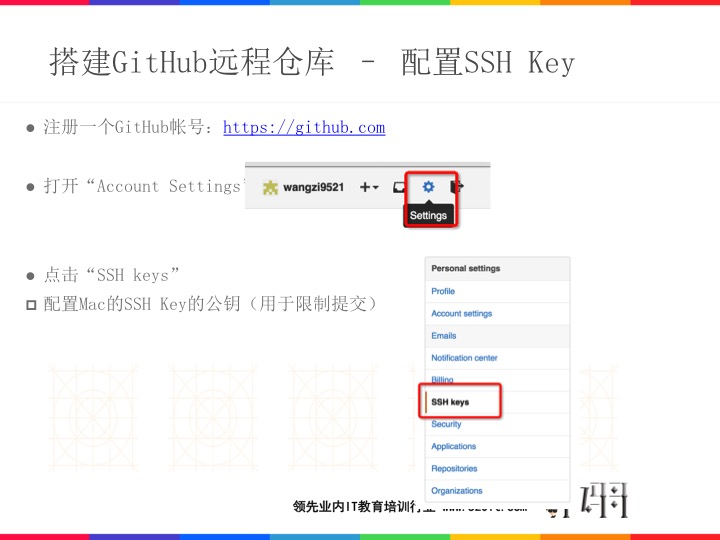 搭建GitHub远程仓库 – 配置SSH Key
注册一个GitHub帐号：https://github.com
打开“Account Settings”
wangzi9521
Settings
点击“SSH keys”
配置Mac的SSH Key的公钥（用于限制提交）
Personal settings
Profile
Account settings
Emails
Notification center
Billing
SSH keys
Security
Applications
Repositories
Organizations
领先业内IT教育培训行业